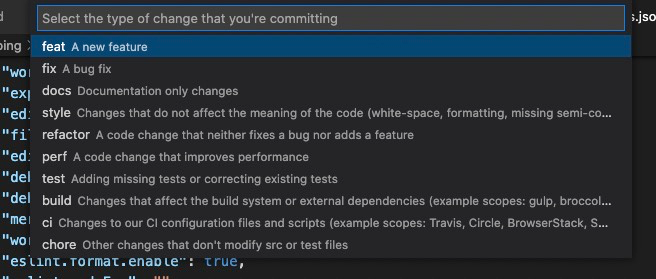 Select the type of change that you're committing
s.json
feat A new feature
ping
fix A bug fix
docs Documentation only changes
style Changes that do not affect the meaning of the code (white-space, formatting, missing semi-co...
refactor A code change that neither fixes a bug nor adds a feature
perf A code change that improves performance
test Adding missing tests or correcting existing tests
build Changes that affect the build system or external dependencies (example scopes: gulp, broccol...
ci Changes to our CI configuration files and scripts (example scopes: Travis, Circle, BrowserStack, S...
chore Other changes that don't modify src or test files
"wor
"exp
"edi
"fil
"edi
"deb
"deb
"mer
"wor
"eslint.format.enable": true,